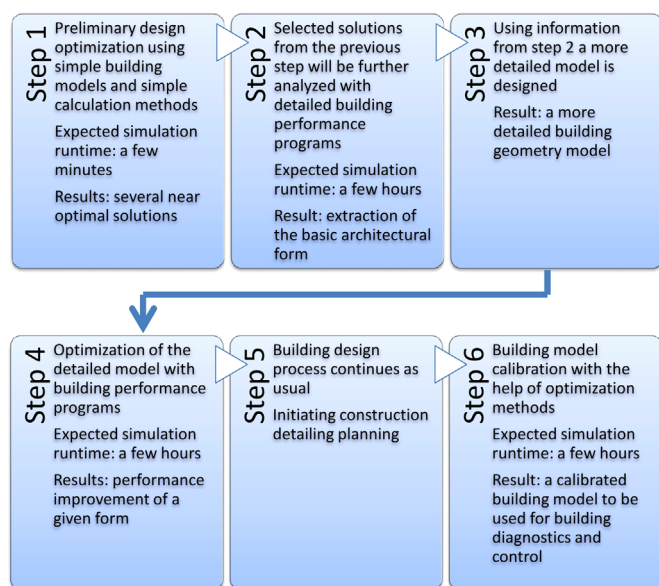 Step 1
Preliminary design
optimization using
simple building
models and simple
calculation methods
Expected simulation
runtime: a few
minutes
Results: several near
optimal solutions
Step 2
Selected solutions
from the previous
step will be further
analyzed with
detailed building
performance
programs
Expected simulation
runtime: a few hours
Result: extraction of
the basic architectural
form
Step 3
Using information
from step 2 a more
detailed model is
designed
Result: a more
detailed building
geometry model
Step 4
Optimization of the
detailed model with
building performance
programs
Expected simulation
runtime: a few hours
Results: performance
improvement of a
given form
Step 5
Building design
process continues as
usual
Initiating construction
detailing planning
Step 6
Building model
calibration with the
help of optimization
methods
Expected simulation
runtime: a few hours
Result: a calibrated
building model to be
used for building
diagnostics and
control